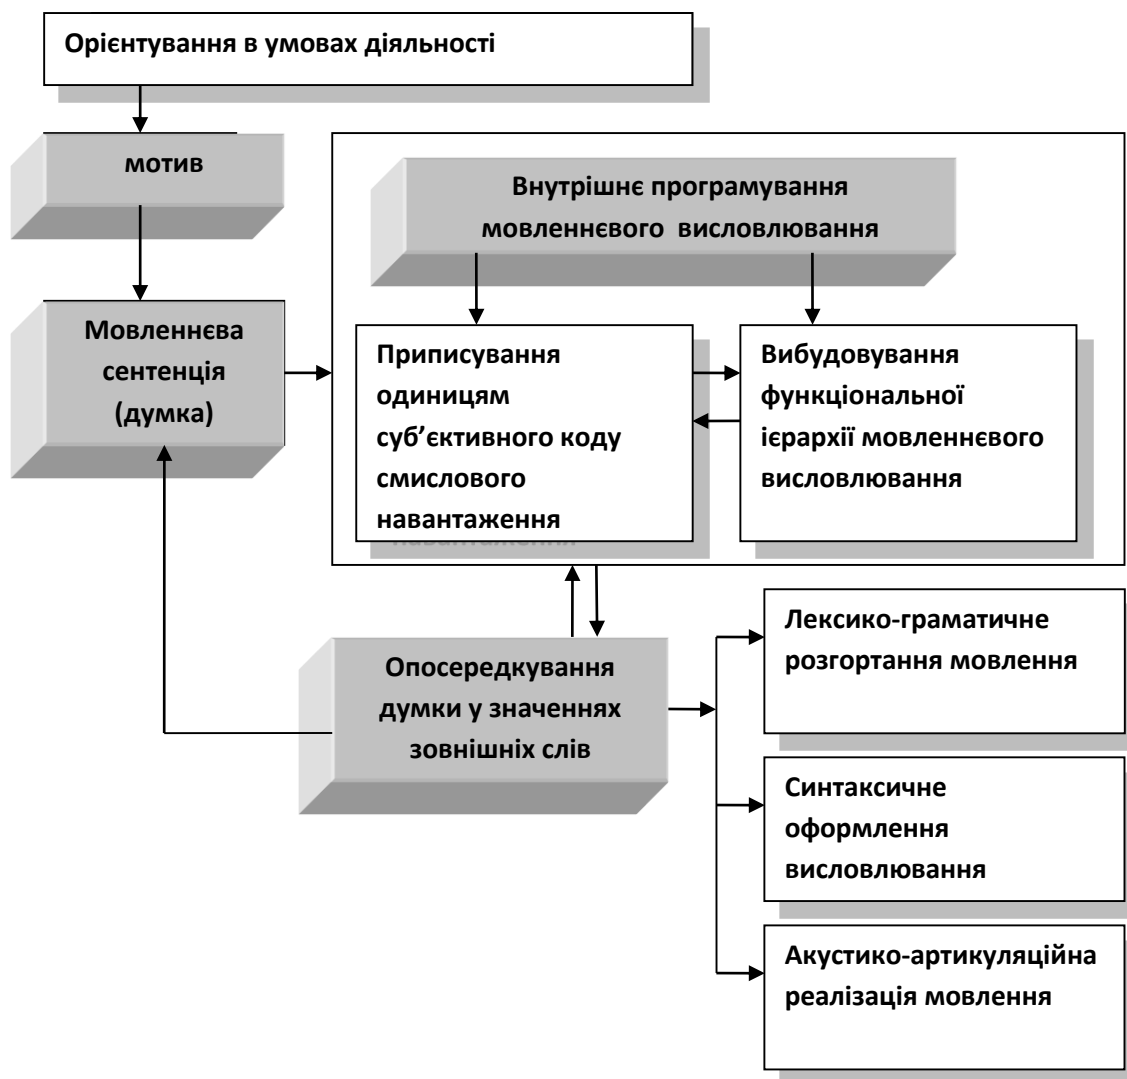 Орієнтування в умовах діяльності
мотив
Внутрішнє програмування
мовленнєвого висловлювання
Мовленнєва
сентенція
(думка)
Приписування
одиницям
суб’єктивного коду
смислового
навантаження
Вибудовування
функціональної
ієрархії мовленнєвого
висловлювання
Опосередкування
думки у значеннях
зовнішніх слів
Лексико-граматичне
розгортання мовлення
Синтаксичне
оформлення
висловлювання
Акустико-артикуляційна
реалізація мовлення